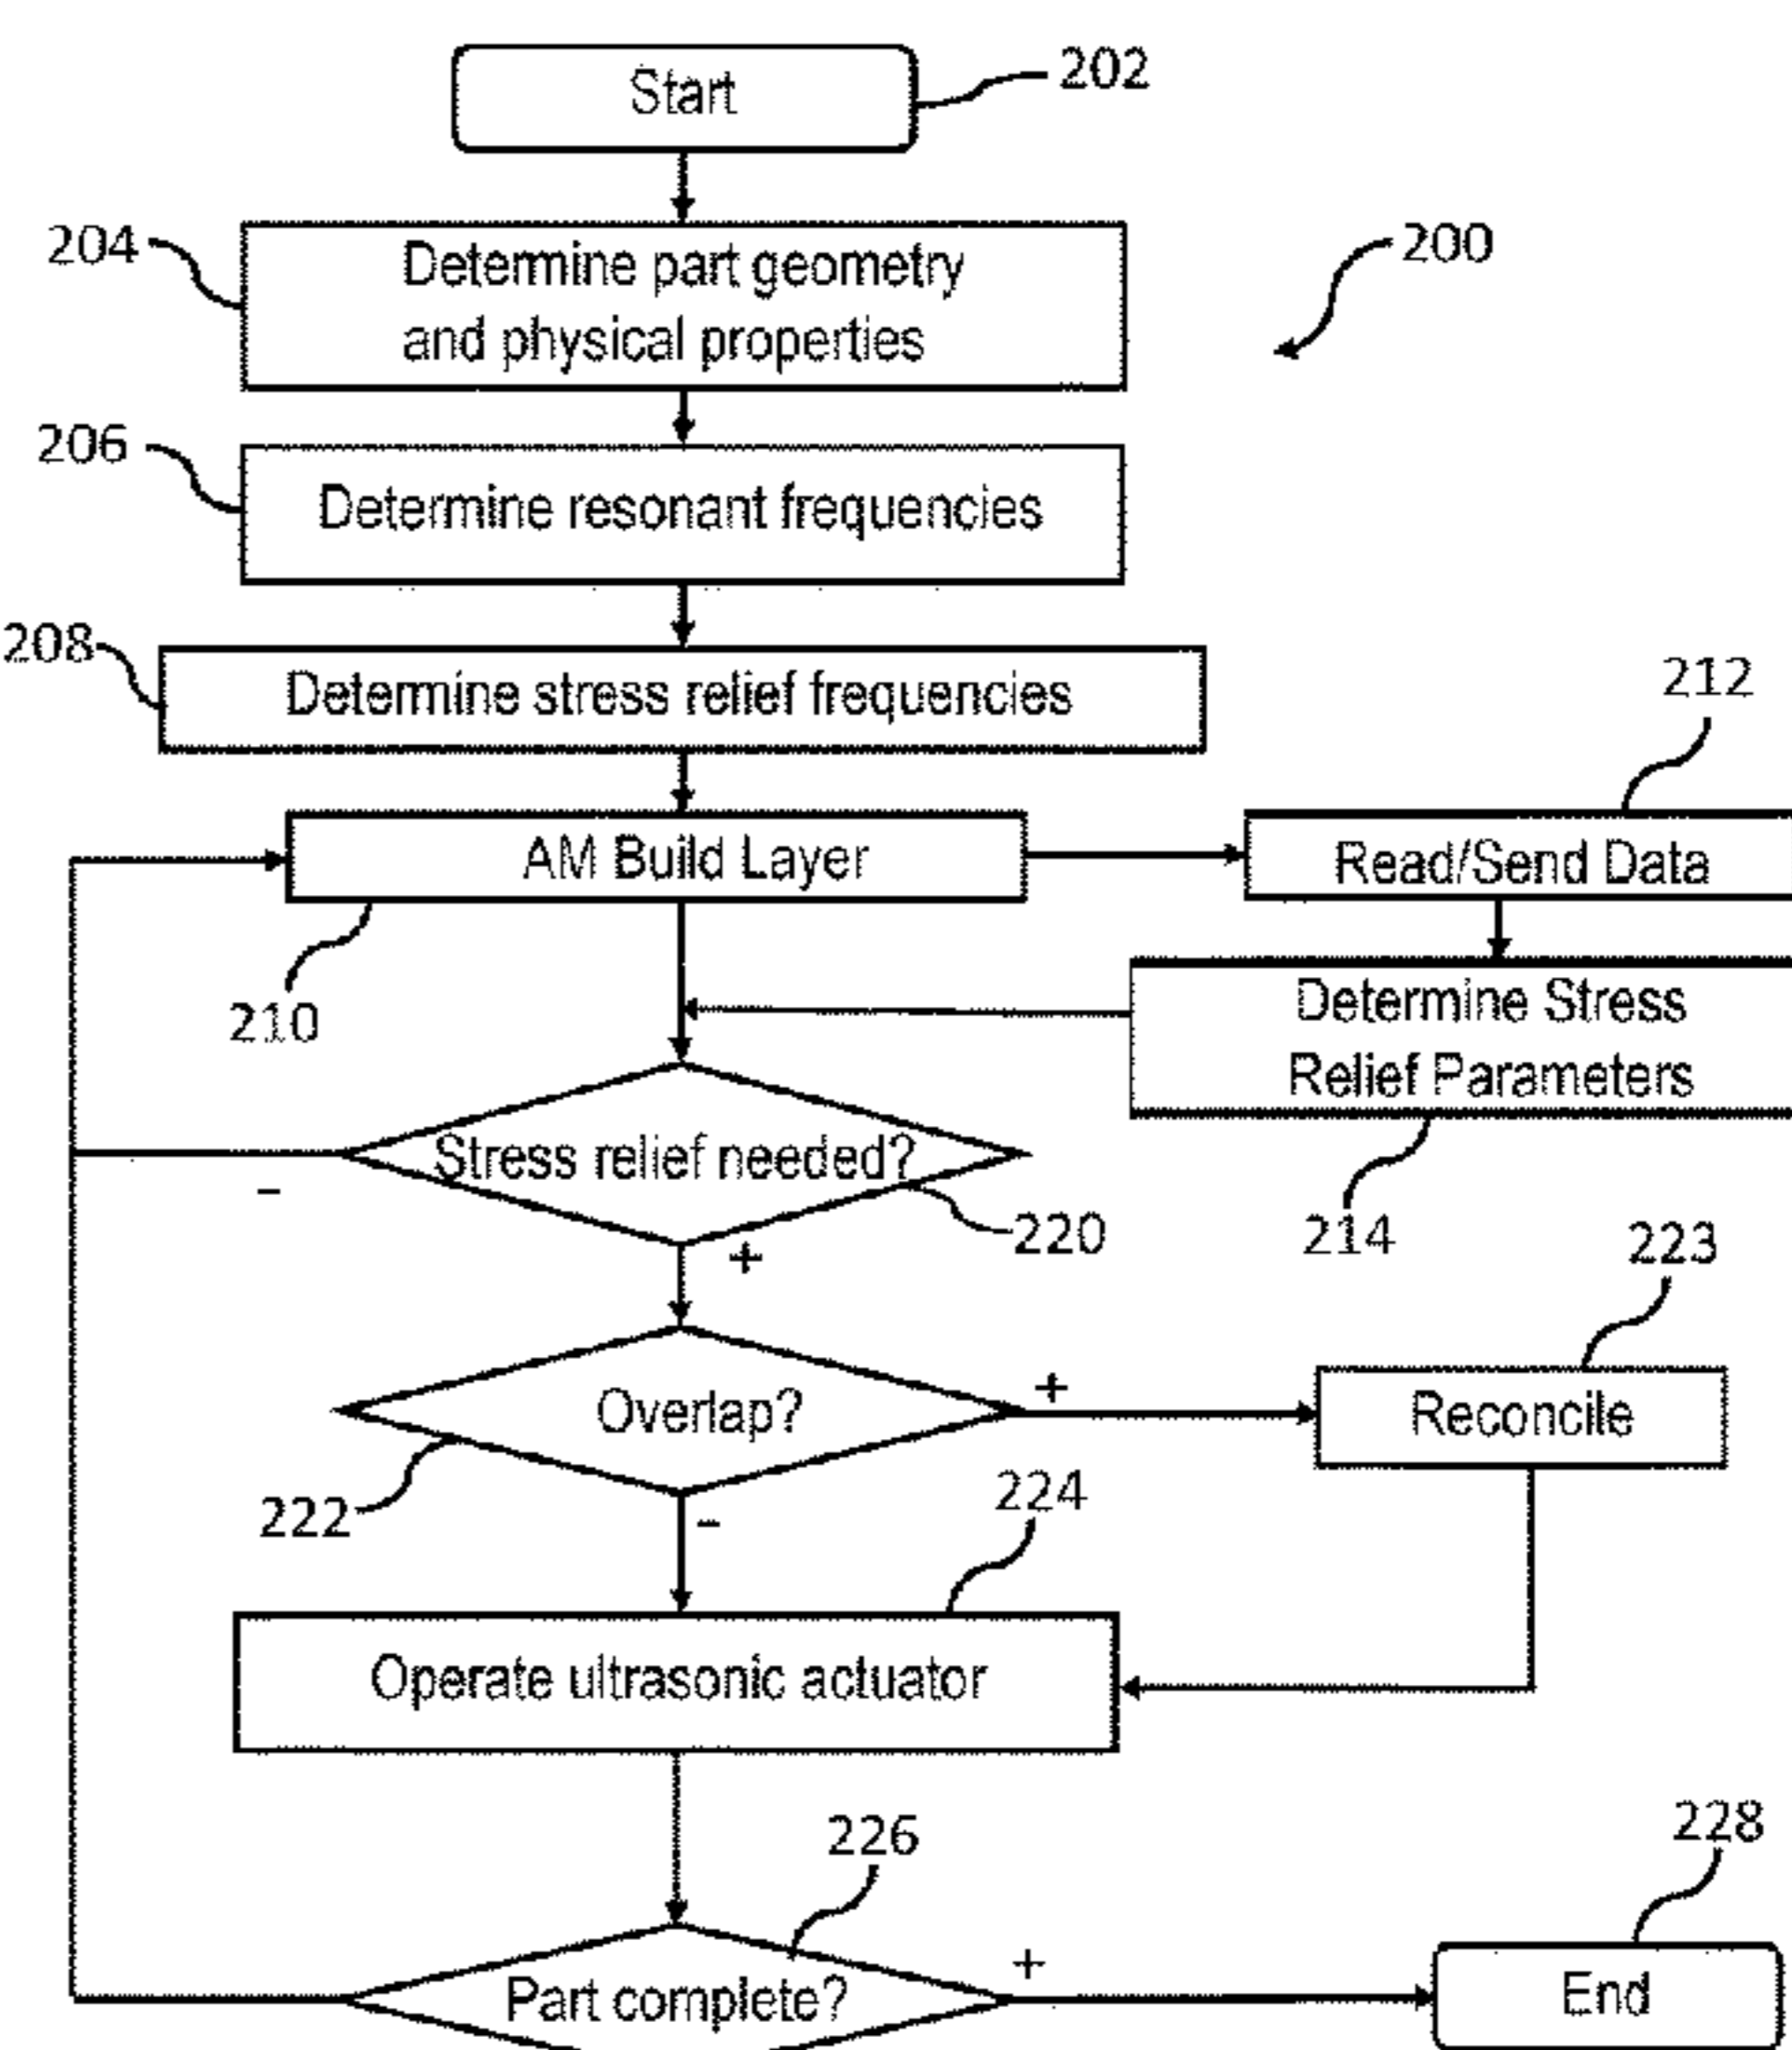 Start
202
204
Determine part geometry
and physical properties
200
206
Determine resonant frequencies
208
Determine stress relief frequencies
212
AM Build Layer
Read/Send Data
210
Determine Stress
Relief Parameters
Stress relief needed?
-
220
214
+
223
Overlap?
+
Reconcile
222
-
224
Operate ultrasonic actuator
226
228
Part complete?
+
End